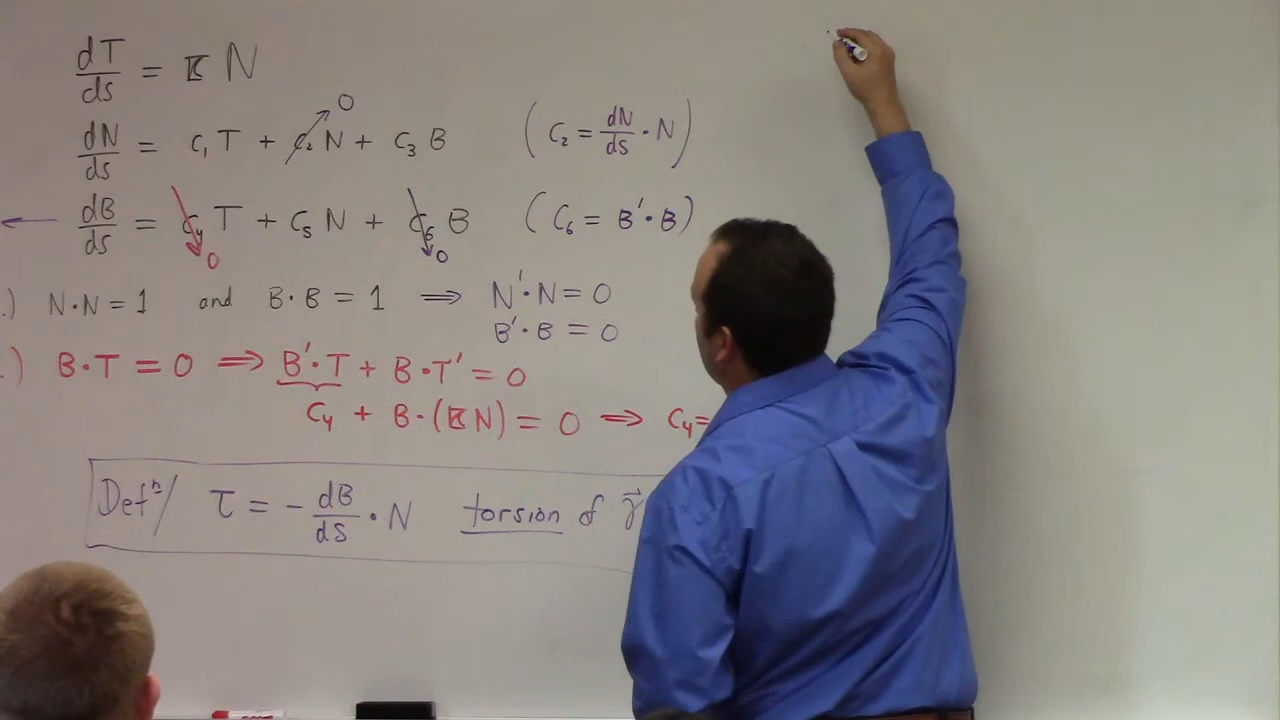 dT/ds = κ N
dN/ds = c₁ T + c₂ N + c₃ B (c₂ = dN/ds · N)
0
dB/ds = c₄ T + c₅ N + c₆ B (c₆ = B′ · B)
0 0
.) N·N = 1 and B·B = 1 ⟹ N′·N = 0
B′·B = 0
.) B·T = 0 ⟹ B′·T + B·T′ = 0
c₄ + B·(κN) = 0 ⟹ c₄ =
Defⁿ/ τ = − dB/ds · N torsion of γ⃗